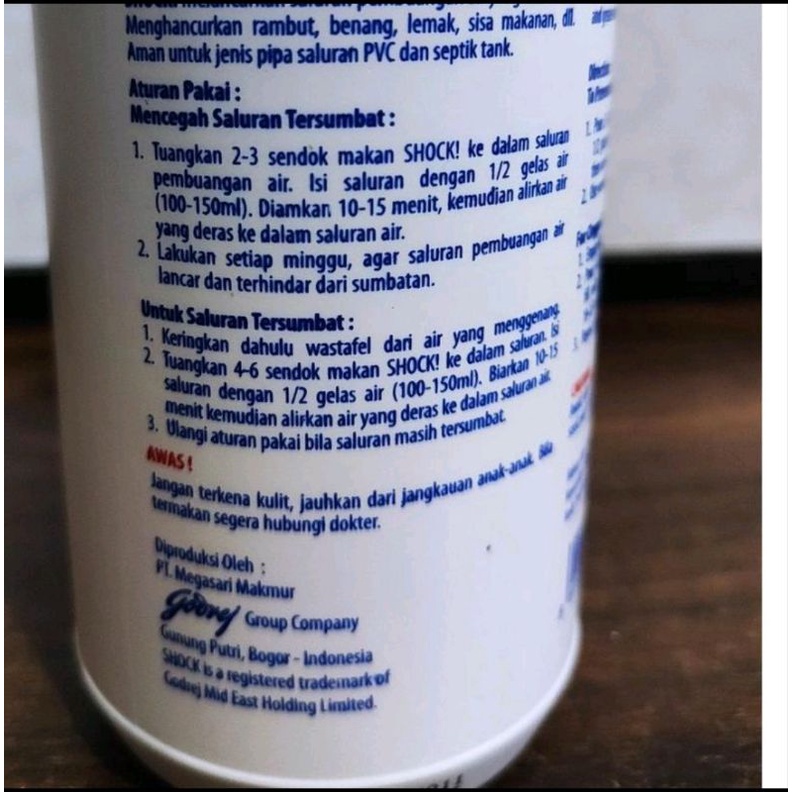 Menghancurkan rambut, benang, lemak, sisa makanan, dll.
Aman untuk jenis pipa saluran PVC dan septik tank.
Aturan Pakai :
Mencegah Saluran Tersumbat :
1. Tuangkan 2-3 sendok makan SHOCK! ke dalam saluran
pembuangan air. Isi saluran dengan 1/2 gelas air
(100-150ml). Diamkan 10-15 menit, kemudian alirkan air
yang deras ke dalam saluran air.
2. Lakukan setiap minggu, agar saluran pembuangan air
lancar dan terhindar dari sumbatan.
Untuk Saluran Tersumbat :
1. Keringkan dahulu wastafel dari air yang menggenang.
2. Tuangkan 4-6 sendok makan SHOCK! ke dalam saluran. Isi
saluran dengan 1/2 gelas air (100-150ml). Biarkan 10-15
menit kemudian alirkan air yang deras ke dalam saluran air.
3. Ulangi aturan pakai bila saluran masih tersumbat.
AWAS!
Jangan terkena kulit, jauhkan dari jangkauan anak-anak. Bila
termakan segera hubungi dokter.
Diproduksi Oleh :
PT. Megasari Makmur
Godrej Group Company
Gunung Putri, Bogor - Indonesia
SHOCK is a registered trademark of
Godrej Mid East Holding Limited.